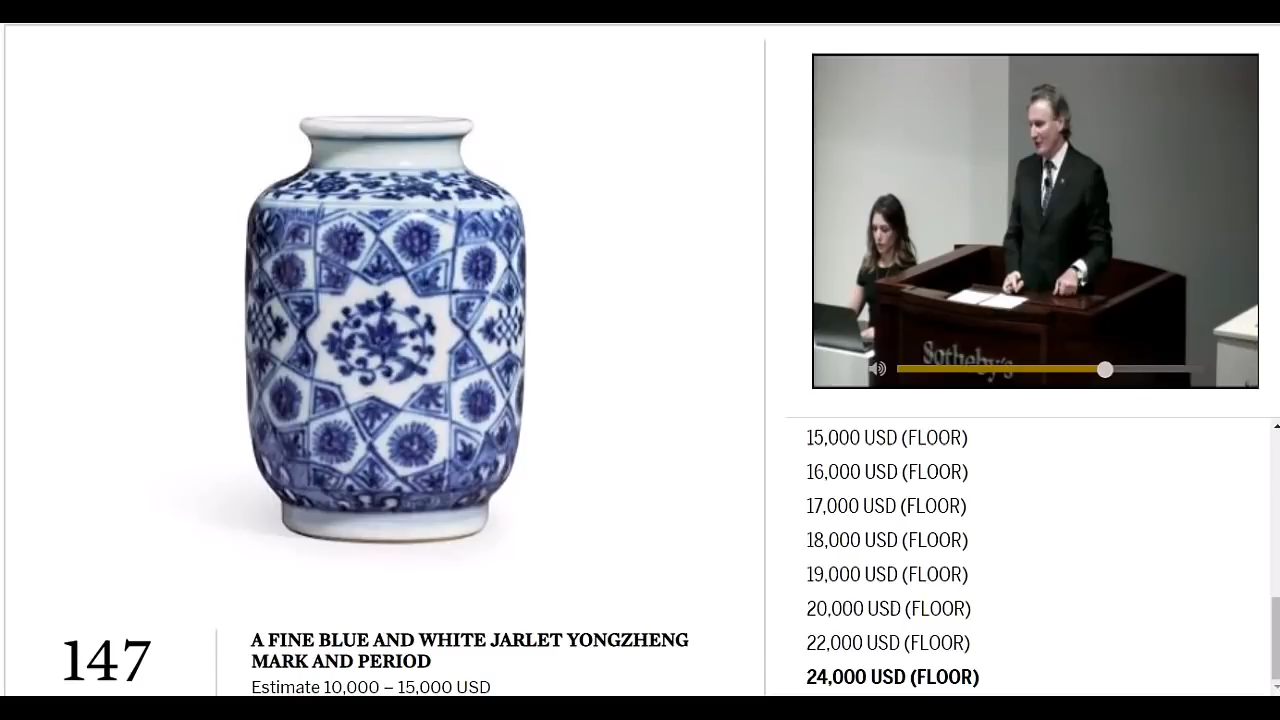 Sotheby's
15,000 USD (FLOOR)
16,000 USD (FLOOR)
17,000 USD (FLOOR)
18,000 USD (FLOOR)
19,000 USD (FLOOR)
20,000 USD (FLOOR)
22,000 USD (FLOOR)
24,000 USD (FLOOR)
147
A FINE BLUE AND WHITE JARLET YONGZHENG
MARK AND PERIOD
Estimate 10,000 – 15,000 USD